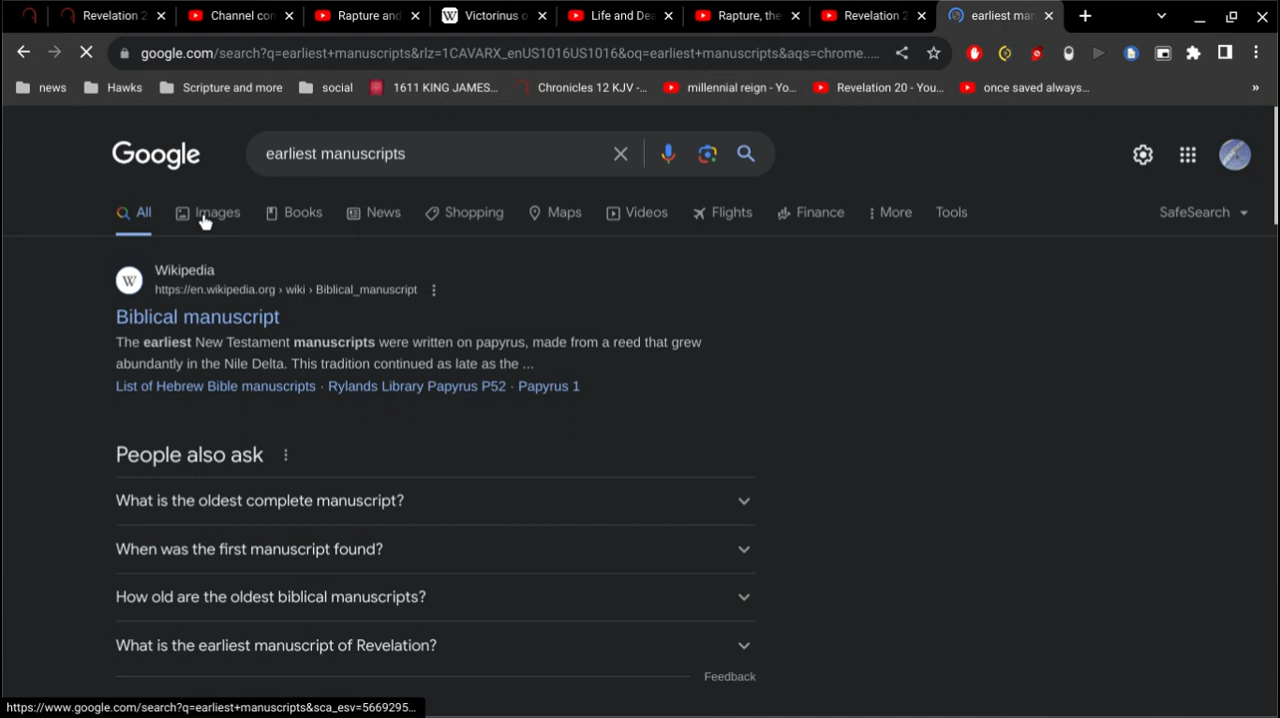 Revelation 2
Channel con
Rapture and
Victorinus o
Life and Dea
Rapture, the
Revelation 2
earliest mar
google.com/search?q=earliest+manuscripts&rlz=1CAVARX_enUS1016US1016&oq=earliest+manuscripts&aqs=chrome....
news
Hawks
Scripture and more
social
1611 KING JAMES...
Chronicles 12 KJV -...
millennial reign - Yo...
Revelation 20 - You...
once saved always...
»
Google
earliest manuscripts
All
Images
Books
News
Shopping
Maps
Videos
Flights
Finance
More
Tools
SafeSearch
W
Wikipedia
https://en.wikipedia.org › wiki › Biblical_manuscript
Biblical manuscript
The earliest New Testament manuscripts were written on papyrus, made from a reed that grew
abundantly in the Nile Delta. This tradition continued as late as the ...
List of Hebrew Bible manuscripts · Rylands Library Papyrus P52 · Papyrus 1
People also ask
What is the oldest complete manuscript?
When was the first manuscript found?
How old are the oldest biblical manuscripts?
What is the earliest manuscript of Revelation?
Feedback
https://www.google.com/search?q=earliest+manuscripts&sca_esv=5669295...